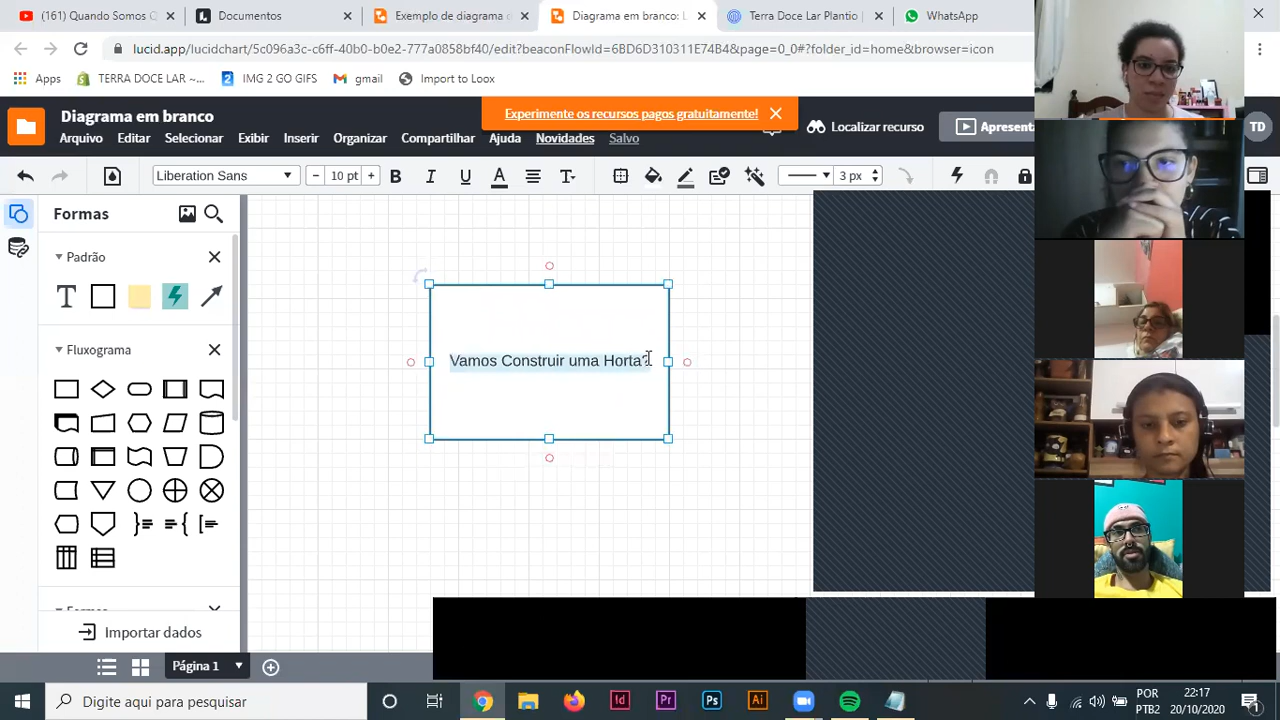 (161) Quando Somos Q
Documentos
Exemplo de diagrama d
Diagrama em branco: L
Terra Doce Lar Plantio |
WhatsApp
lucid.app/lucidchart/5c096a3c-c6ff-40b0-b0e2-777a0858bf40/edit?beaconFlowId=6BD6D310311E74B4&page=0_0#?folder_id=home&browser=icon
Apps
TERRA DOCE LAR ~...
IMG 2 GO GIFS
gmail
Import to Loox
Diagrama em branco
Experimente os recursos pagos gratuitamente!
Localizar recurso
Apresenta
TD
Arquivo
Editar
Selecionar
Exibir
Inserir
Organizar
Compartilhar
Ajuda
Novidades
Salvo
Liberation Sans
10 pt
B
I
U
A
3 px
Formas
Padrão
Fluxograma
Vamos Construir uma Horta?
Formas
Importar dados
Página 1
Digite aqui para pesquisar
POR
PTB2
22:17
20/10/2020